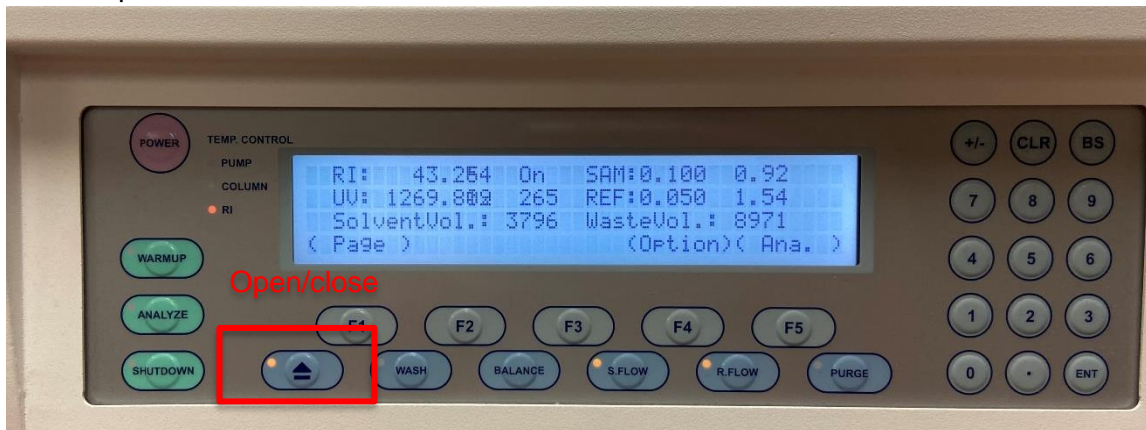 POWER
TEMP. CONTROL
PUMP
COLUMN
RI
RI: 43.264 On SAM:0.100 0.92
UV: 1269.8 265 REF:0.050 1.54
SolventVol.: 3796 WasteVol.: 8971
( Page ) (Option)( Ana. )
WARMUP
Open/close
ANALYZE
F1 F2 F3 F4 F5
SHUTDOWN
WASH BALANCE S.FLOW R.FLOW PURGE
+/- CLR BS
7 8 9
4 5 6
1 2 3
0 . ENT